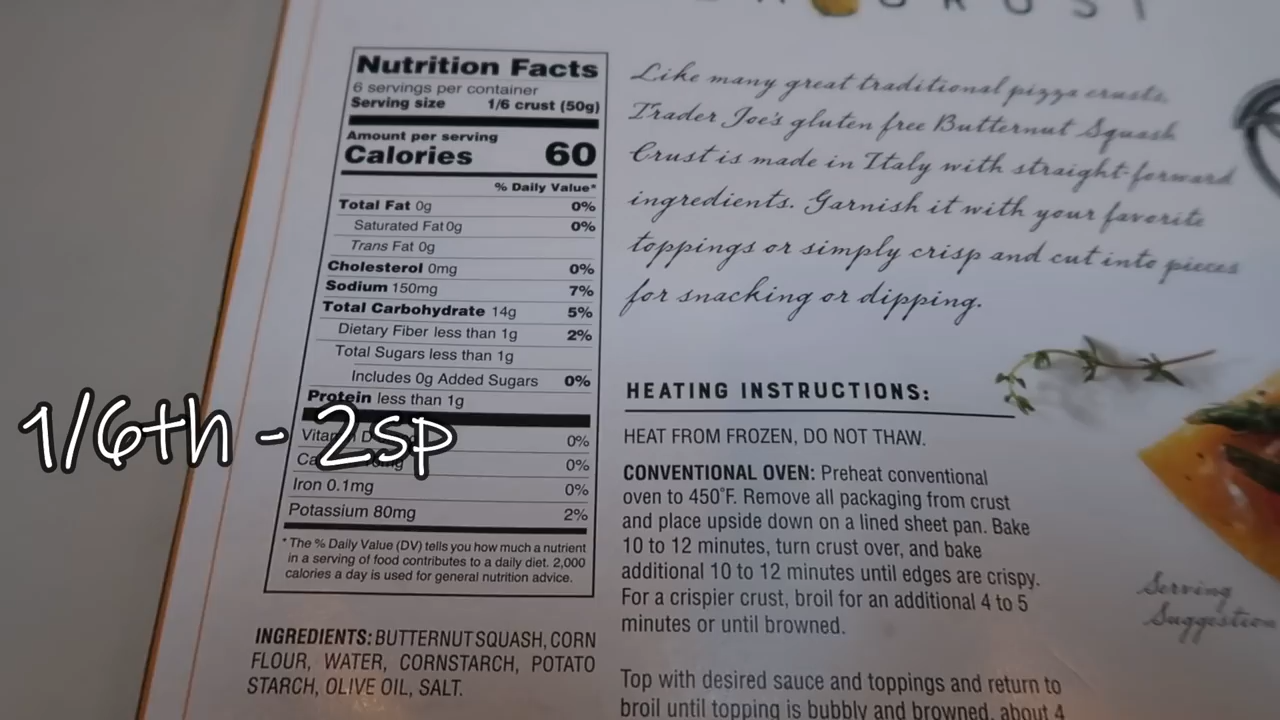 Nutrition Facts
6 servings per container
Serving size 1/6 crust (50g)
Amount per serving
Calories 60
% Daily Value*
Total Fat 0g 0%
Saturated Fat 0g 0%
Trans Fat 0g
Cholesterol 0mg 0%
Sodium 150mg 7%
Total Carbohydrate 14g 5%
Dietary Fiber less than 1g 2%
Total Sugars less than 1g
Includes 0g Added Sugars 0%
Protein less than 1g
0%
0%
Iron 0.1mg 0%
Potassium 80mg 2%
* The % Daily Value (DV) tells you how much a nutrient
in a serving of food contributes to a daily diet. 2,000
calories a day is used for general nutrition advice.
INGREDIENTS: BUTTERNUT SQUASH, CORN
FLOUR, WATER, CORNSTARCH, POTATO
STARCH, OLIVE OIL, SALT.
1/6th - 2sp
Like many great traditional pizza crusts,
Trader Joe's gluten free Butternut Squash
Crust is made in Italy with straight-forward
ingredients. Garnish it with your favorite
toppings or simply crisp and cut into pieces
for snacking or dipping.
HEATING INSTRUCTIONS:
HEAT FROM FROZEN, DO NOT THAW.
CONVENTIONAL OVEN: Preheat conventional
oven to 450°F. Remove all packaging from crust
and place upside down on a lined sheet pan. Bake
10 to 12 minutes, turn crust over, and bake
additional 10 to 12 minutes until edges are crispy.
For a crispier crust, broil for an additional 4 to 5
minutes or until browned.
Top with desired sauce and toppings and return to
broil until topping is bubbly and browned, about 4
Serving
Suggestion